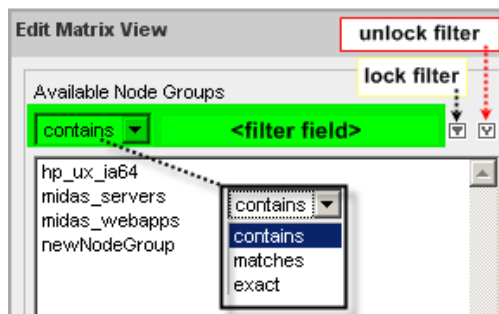 Edit Matrix View
unlock filter
lock filter
Available Node Groups
contains
<filter field>
hp_ux_ia64
midas_servers
midas_webapps
newNodeGroup
contains
contains
matches
exact